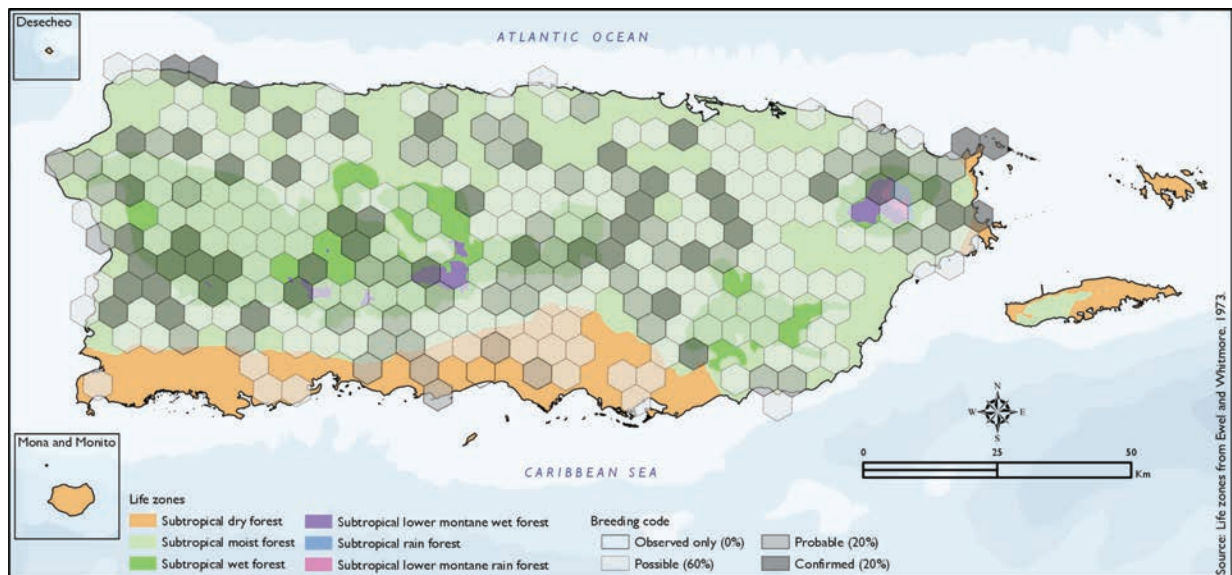 Desecheo
ATLANTIC OCEAN
N
W E
S
0 25 50
Km
Mona and Monito
CARIBBEAN SEA
Life zones
Subtropical dry forest
Subtropical moist forest
Subtropical wet forest
Subtropical lower montane wet forest
Subtropical rain forest
Subtropical lower montane rain forest
Breeding code
Observed only (0%)
Possible (60%)
Probable (20%)
Confirmed (20%)
Source: Life zones from Ewel and Whitmore, 1973.